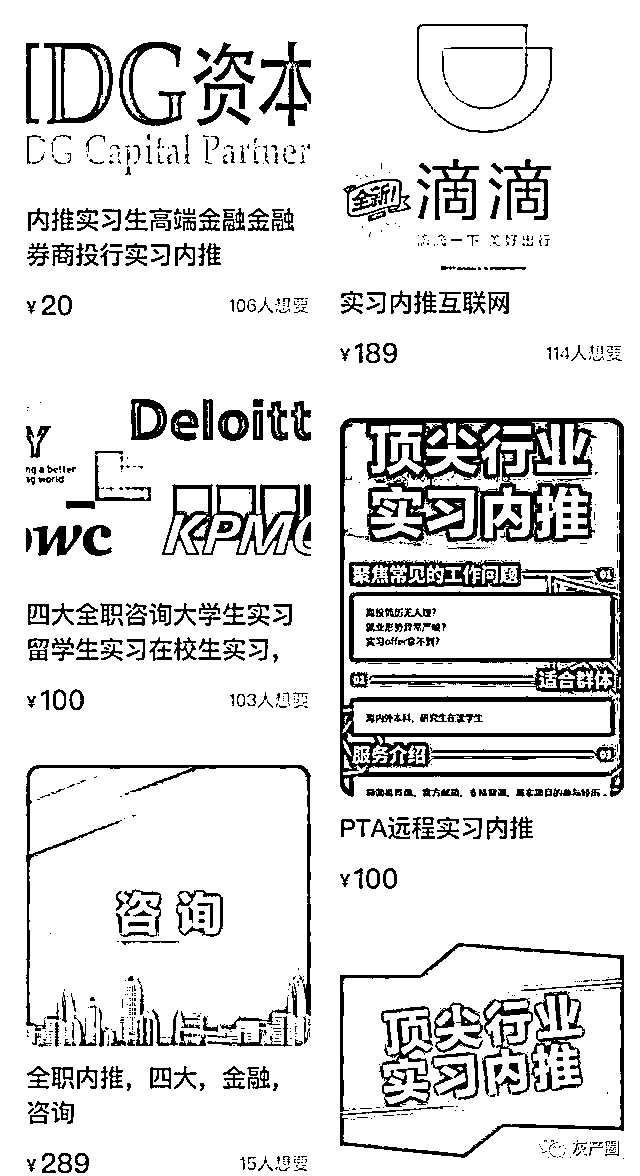 IDG资本
DG Capital Partner
内推实习生高端金融金融
券商投行实习内推
¥20
106人想要
全新!
滴滴
滴滴一下 美好出行
实习内推互联网
¥189
114人想要
Y
ng a better
ng world
Deloitt
pwc
KPMG
四大全职咨询大学生实习
留学生实习在校生实习，
¥100
103人想要
顶尖行业
实习内推
聚焦常见的工作问题
01
海投简历无人理?
就业形势异常严峻?
实习offer拿不到?
02
适合群体
海内外本科、研究生在读学生
服务介绍
03
PTA远程实习内推
¥100
咨询
全职内推，四大，金融，
咨询
¥289
15人想要
顶尖行业
实习内推
灰产圈